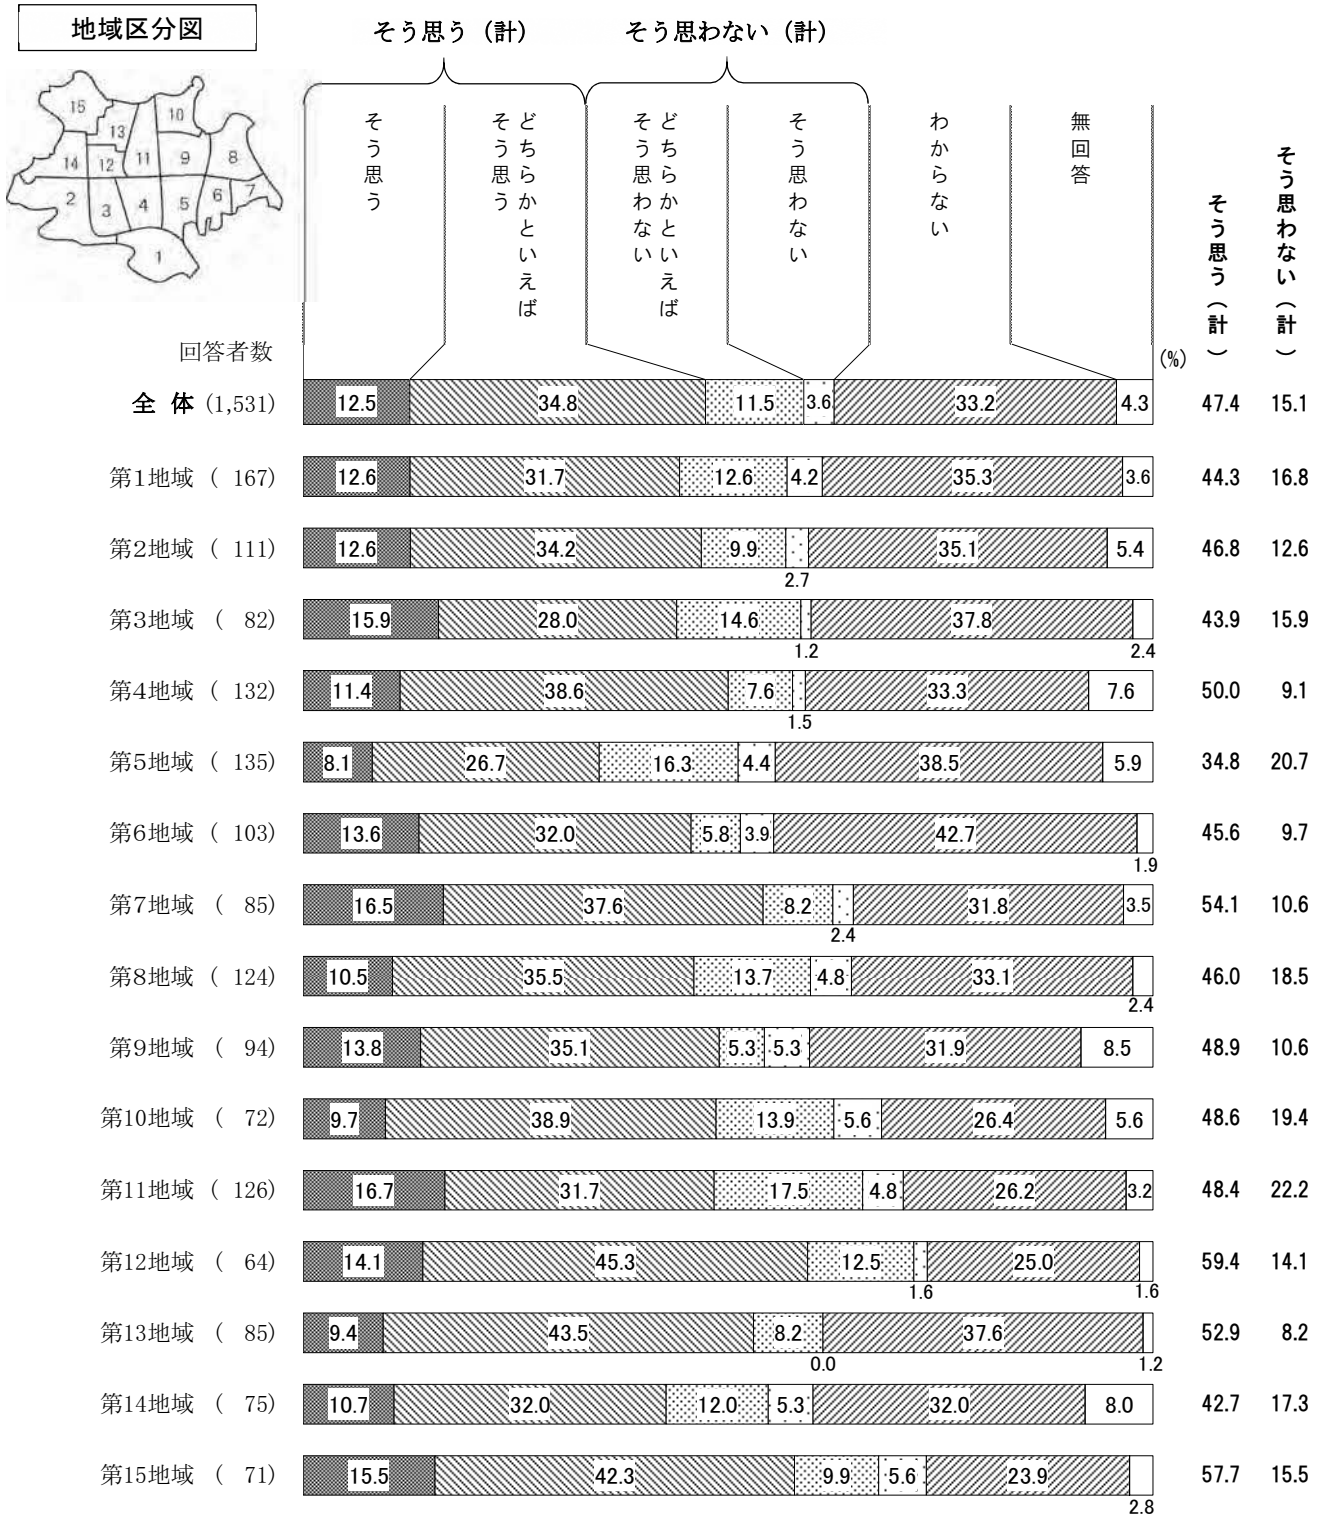 地域区分図
そう思う（計）
そう思わない（計）
15
10
13
14
12
11
9
8
2
3
4
5
6
7
1
そう思う
どちらかといえば
そう思う
どちらかといえば
そう思わない
そう思わない
わからない
無回答
そう思う（計）
そう思わない（計）
回答者数
(%)
全 体 (1,531) 12.5 34.8 11.5 3.6 33.2 4.3 47.4 15.1
第1地域 ( 167) 12.6 31.7 12.6 4.2 35.3 3.6 44.3 16.8
第2地域 ( 111) 12.6 34.2 9.9 35.1 5.4 46.8 12.6
2.7
第3地域 ( 82) 15.9 28.0 14.6 37.8 43.9 15.9
1.2 2.4
第4地域 ( 132) 11.4 38.6 7.6 33.3 7.6 50.0 9.1
1.5
第5地域 ( 135) 8.1 26.7 16.3 4.4 38.5 5.9 34.8 20.7
第6地域 ( 103) 13.6 32.0 5.8 3.9 42.7 45.6 9.7
1.9
第7地域 ( 85) 16.5 37.6 8.2 31.8 3.5 54.1 10.6
2.4
第8地域 ( 124) 10.5 35.5 13.7 4.8 33.1 46.0 18.5
2.4
第9地域 ( 94) 13.8 35.1 5.3 5.3 31.9 8.5 48.9 10.6
第10地域 ( 72) 9.7 38.9 13.9 5.6 26.4 5.6 48.6 19.4
第11地域 ( 126) 16.7 31.7 17.5 4.8 26.2 3.2 48.4 22.2
第12地域 ( 64) 14.1 45.3 12.5 25.0 59.4 14.1
1.6 1.6
第13地域 ( 85) 9.4 43.5 8.2 37.6 52.9 8.2
0.0 1.2
第14地域 ( 75) 10.7 32.0 12.0 5.3 32.0 8.0 42.7 17.3
第15地域 ( 71) 15.5 42.3 9.9 5.6 23.9 57.7 15.5
2.8